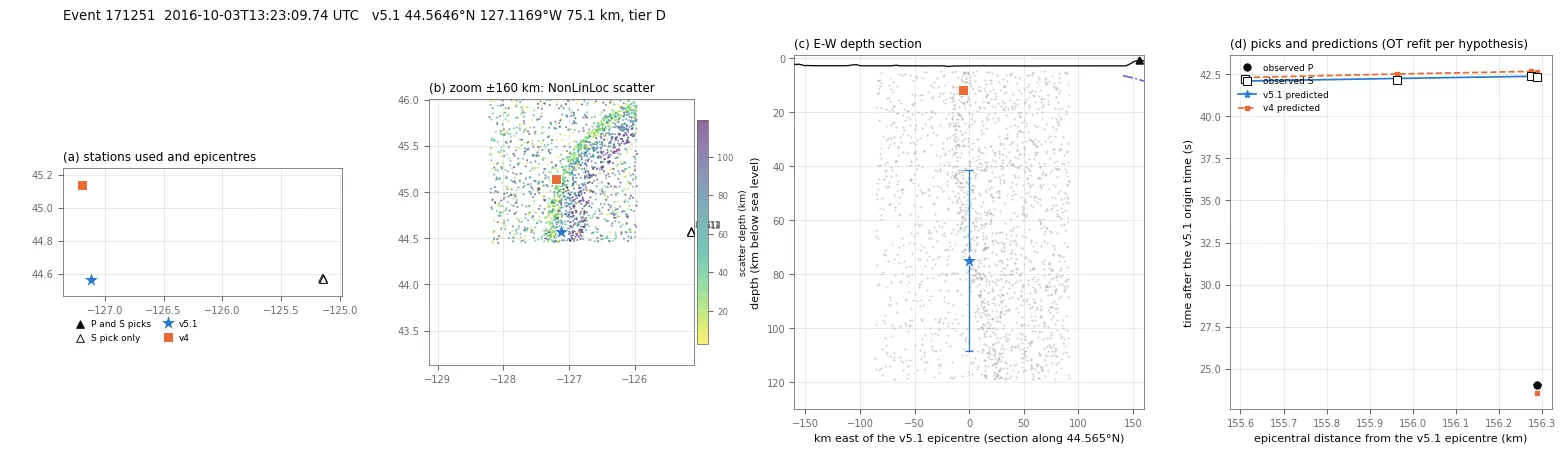 Event 171251  2016-10-03T13:23:09.74 UTC   v5.1 44.5646°N 127.1169°W 75.1 km, tier D
(a) stations used and epicentres
45.2
45.0
44.8
44.6
−127.0 −126.5 −126.0 −125.5 −125.0
P and S picks
S pick only
v5.1
v4
(b) zoom ±160 km: NonLinLoc scatter
46.0
45.5
45.0
44.5
44.0
43.5
−129 −128 −127 −126
100
80
60
40
20
scatter depth (km)
(c) E-W depth section
0
20
40
60
80
100
120
−150 −100 −50 0 50 100 150
depth (km below sea level)
km east of the v5.1 epicentre (section along 44.565°N)
(d) picks and predictions (OT refit per hypothesis)
observed P
observed S
v5.1 predicted
v4 predicted
42.5
40.0
37.5
35.0
32.5
30.0
27.5
25.0
155.6 155.7 155.8 155.9 156.0 156.1 156.2 156.3
time after the v5.1 origin time (s)
epicentral distance from the v5.1 epicentre (km)